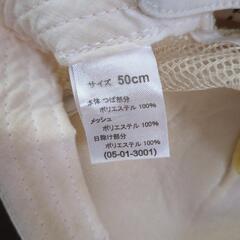 サイズ 50cm
本体 つば部分
ポリエステル 100%
メッシュ
ポリエステル 100%
日除け部分
ポリエステル 100%
(05-01-3001)